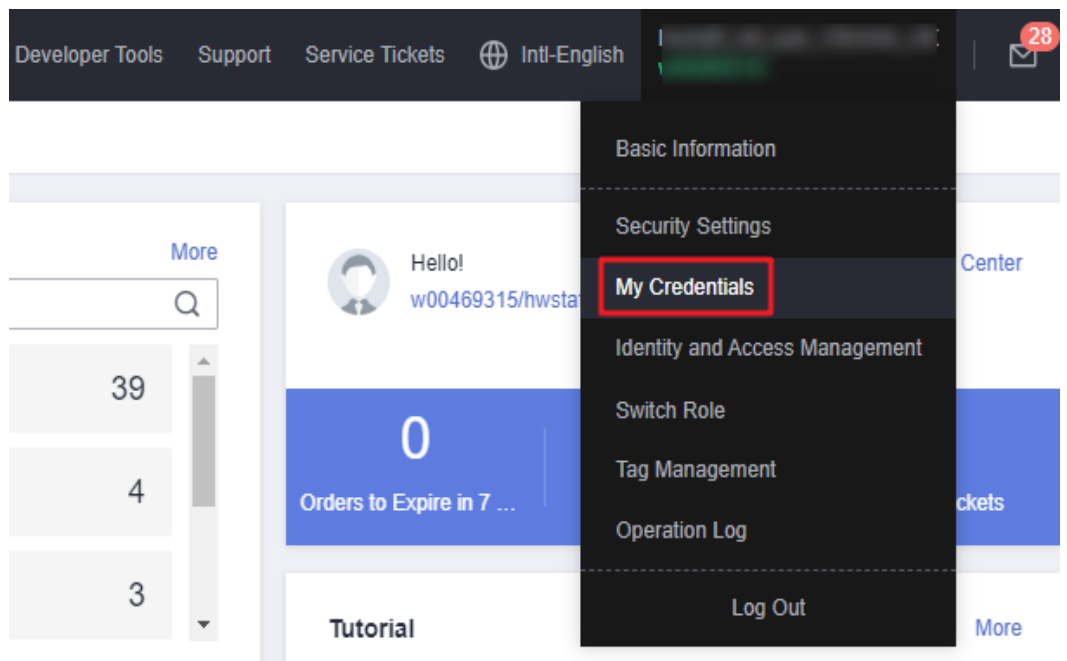 Developer Tools Support Service Tickets Intl-English
28
Basic Information
Security Settings
My Credentials
Identity and Access Management
Switch Role
Tag Management
Operation Log
Log Out
More
39
4
3
Hello!
w00469315/hwsta
Center
0
Orders to Expire in 7 ...
ckets
Tutorial
More